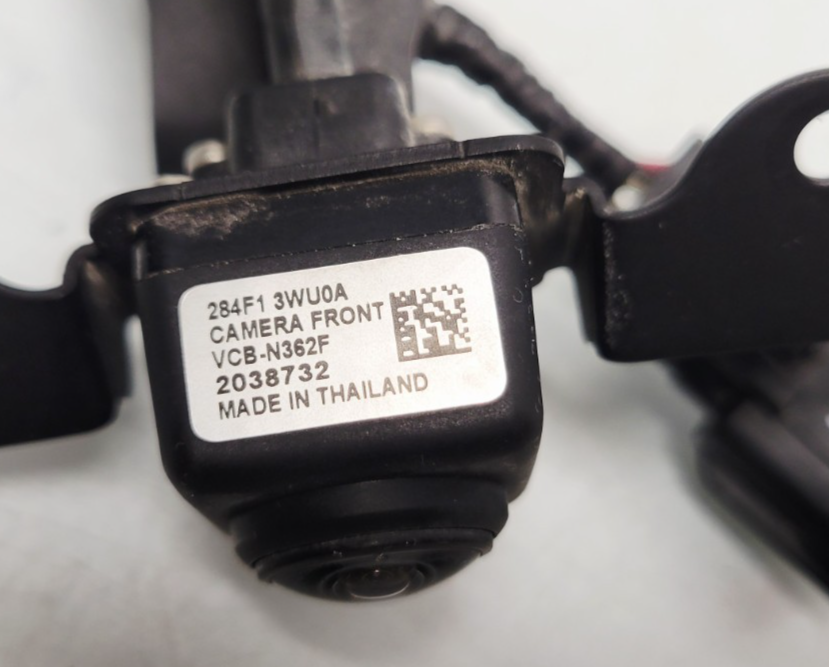 284F1 3WU0A
CAMERA FRONT
VCB-N362F
2038732
MADE IN THAILAND